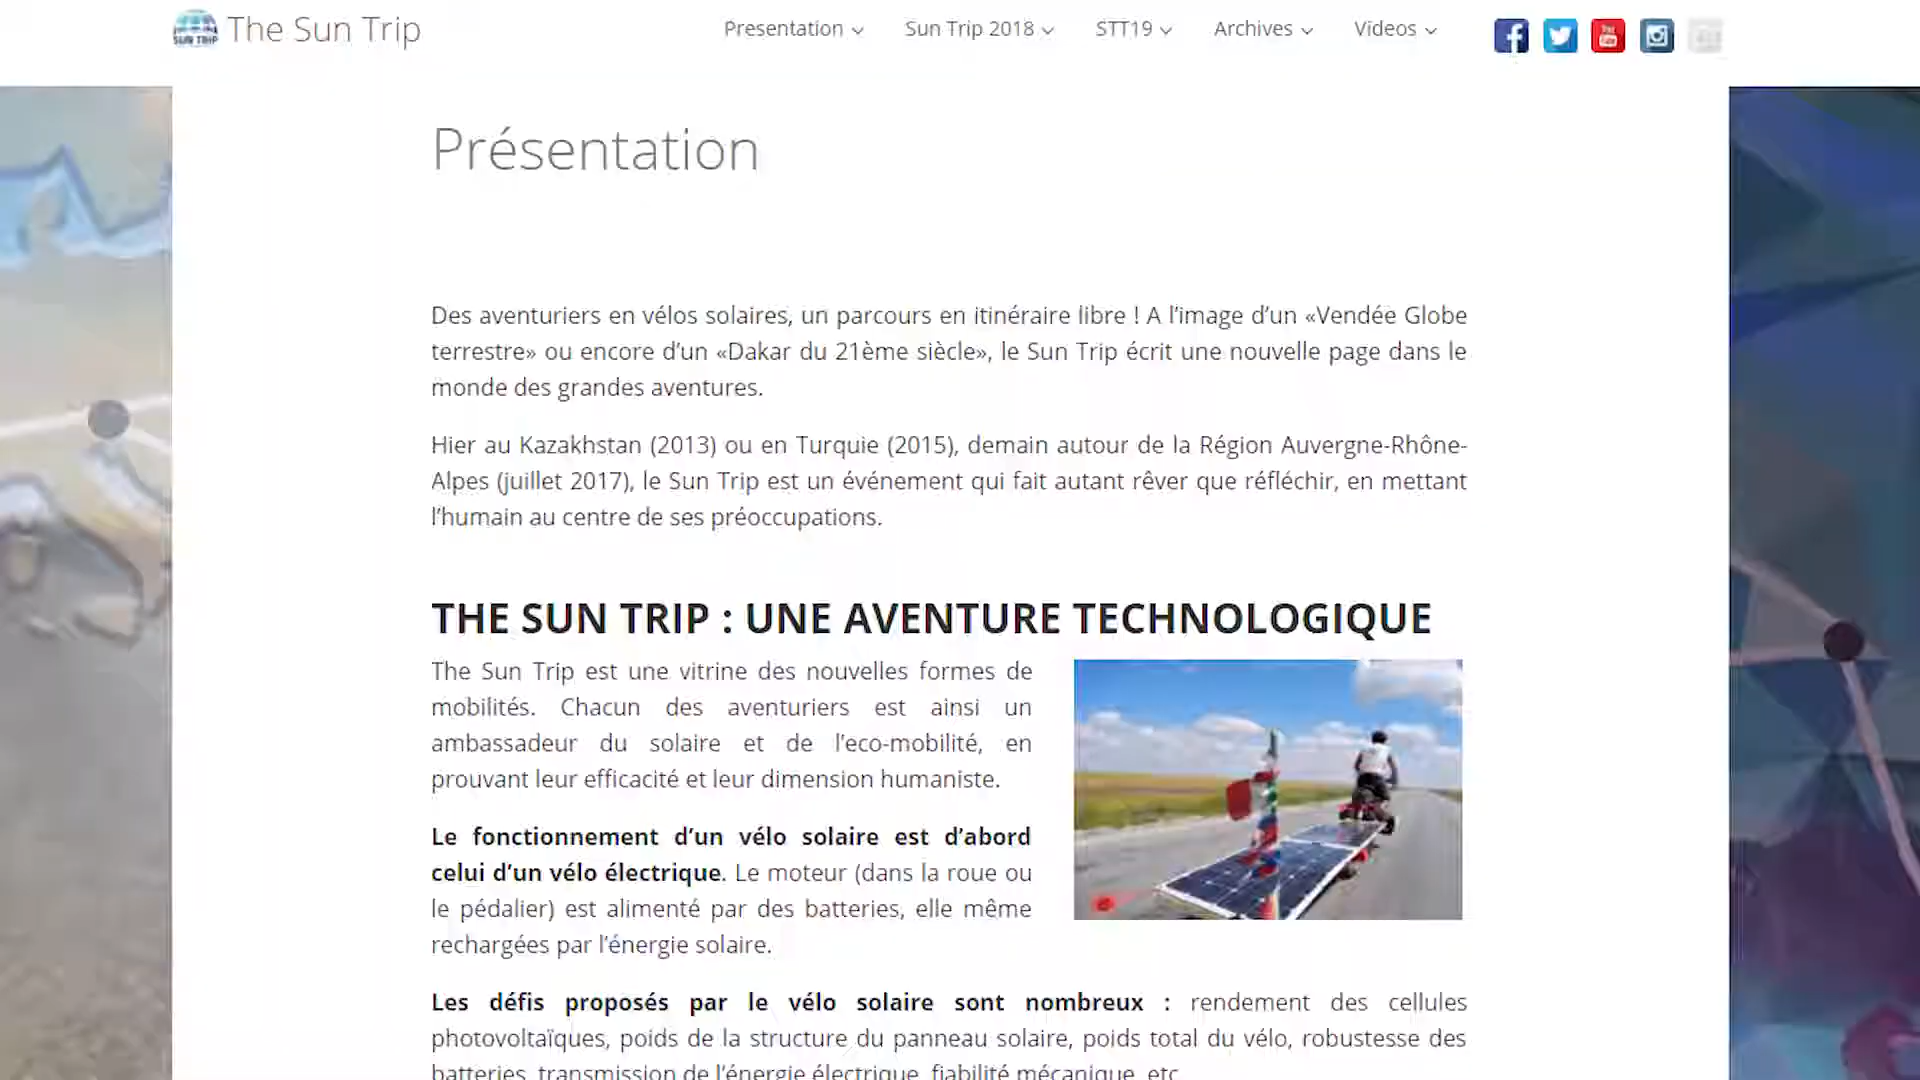 SUN TRIP The Sun Trip Presentation Sun Trip 2018 STT19 Archives Videos
Présentation
Des aventuriers en vélos solaires, un parcours en itinéraire libre ! A l’image d’un «Vendée Globe
terrestre» ou encore d’un «Dakar du 21ème siècle», le Sun Trip écrit une nouvelle page dans le
monde des grandes aventures.
Hier au Kazakhstan (2013) ou en Turquie (2015), demain autour de la Région Auvergne-Rhône-
Alpes (juillet 2017), le Sun Trip est un événement qui fait autant rêver que réfléchir, en mettant
l’humain au centre de ses préoccupations.
THE SUN TRIP : UNE AVENTURE TECHNOLOGIQUE
The Sun Trip est une vitrine des nouvelles formes de
mobilités. Chacun des aventuriers est ainsi un
ambassadeur du solaire et de l’eco-mobilité, en
prouvant leur efficacité et leur dimension humaniste.
Le fonctionnement d’un vélo solaire est d’abord
celui d’un vélo électrique. Le moteur (dans la roue ou
le pédalier) est alimenté par des batteries, elle même
rechargées par l’énergie solaire.
Les défis proposés par le vélo solaire sont nombreux : rendement des cellules
photovoltaïques, poids de la structure du panneau solaire, poids total du vélo, robustesse des
batteries, transmission de l’énergie électrique, fiabilité mécanique, etc